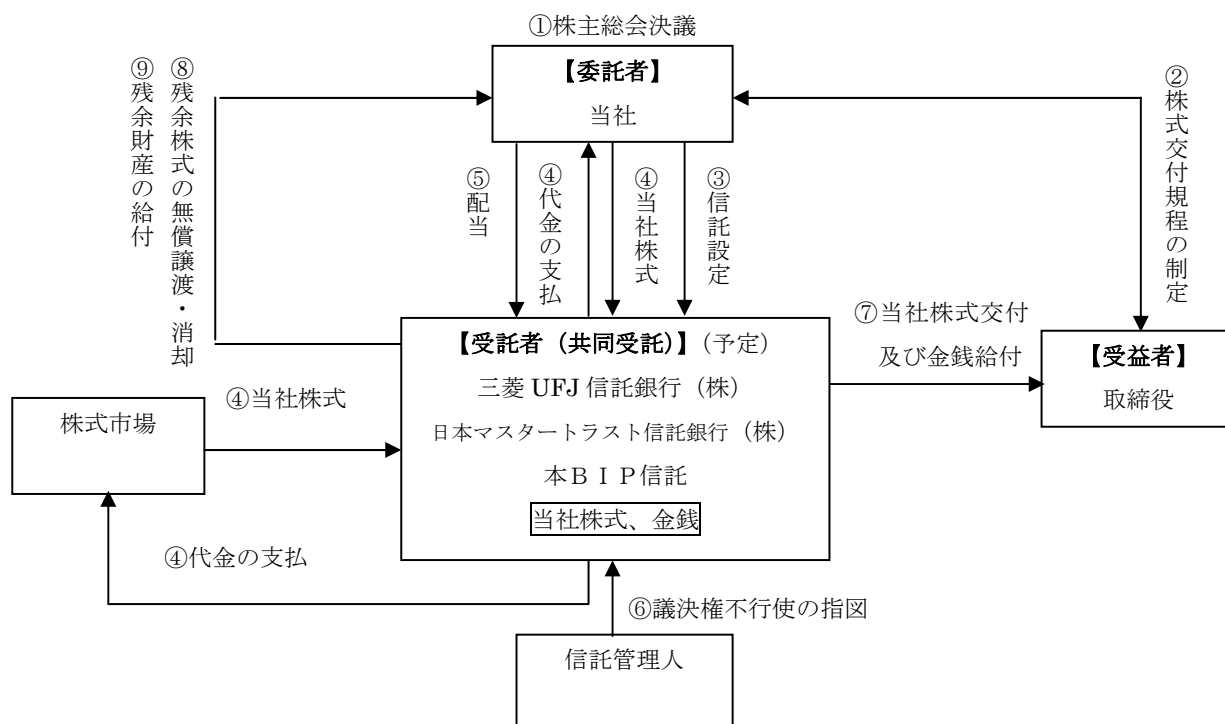 ①株主総会決議
【委託者】
当社
⑨残余財産の給付
⑧残余株式の無償譲渡・消却
②株式交付規程の制定
⑤配当
④代金の支払
④当社株式
③信託設定
【受託者（共同受託）】（予定）
三菱 UFJ 信託銀行（株）
日本マスタートラスト信託銀行（株）
本ＢＩＰ信託
当社株式、金銭
⑦当社株式交付
及び金銭給付
【受益者】
取締役
④当社株式
株式市場
④代金の支払
⑥議決権不行使の指図
信託管理人